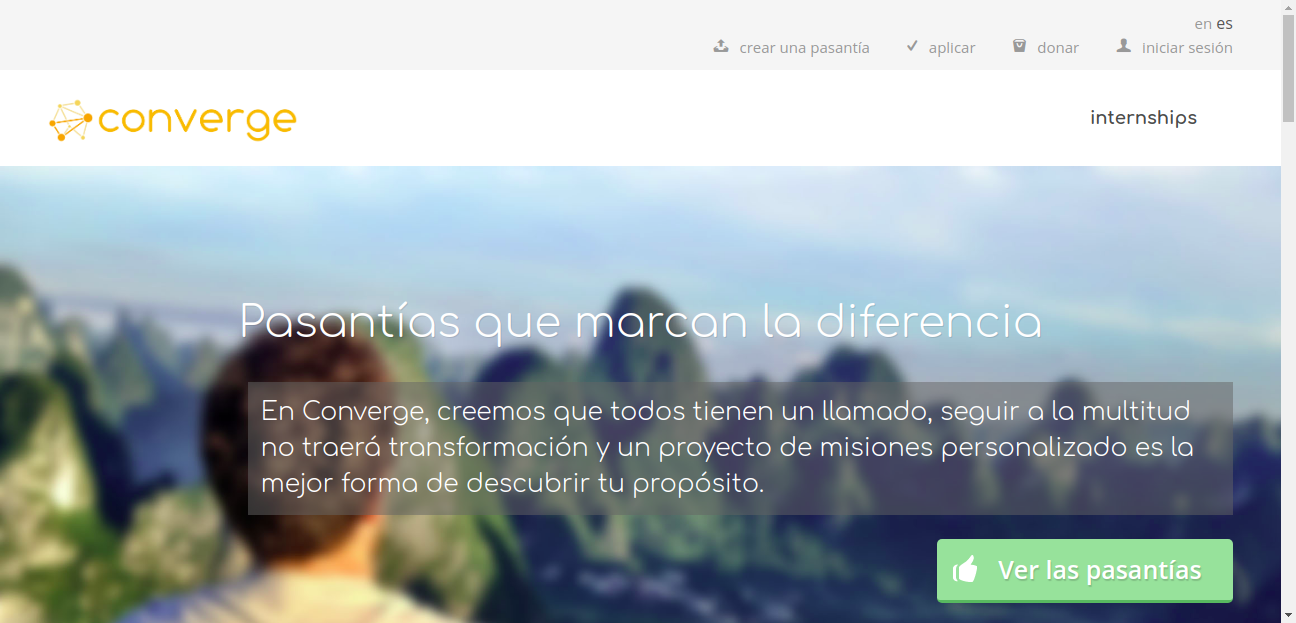 en es
crear una pasantía aplicar donar iniciar sesión
converge
internships
Pasantías que marcan la diferencia
En Converge, creemos que todos tienen un llamado, seguir a la multitud
no traerá transformación y un proyecto de misiones personalizado es la
mejor forma de descubrir tu propósito.
Ver las pasantías